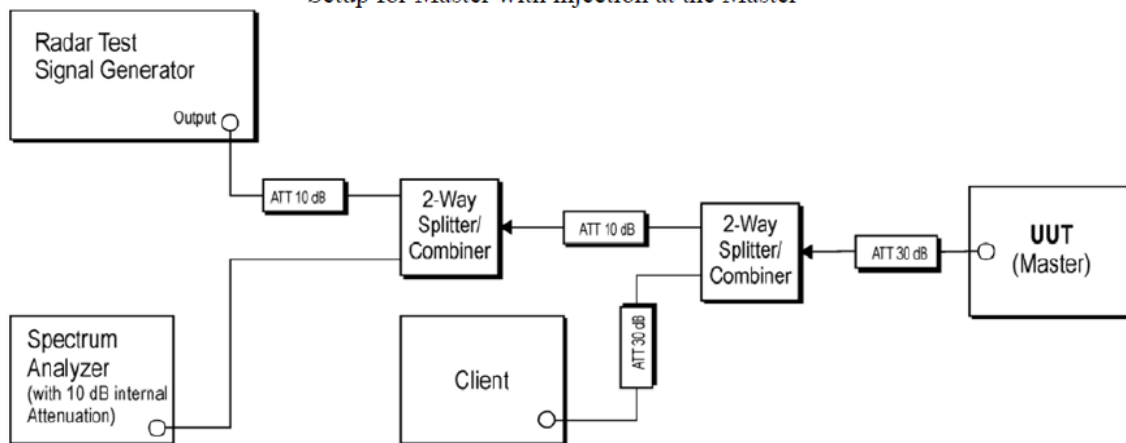 Setup for Master with injection at the Master
Radar Test
Signal Generator
Output
ATT 10 dB
2-Way
Splitter/
Combiner
ATT 10 dB
2-Way
Splitter/
Combiner
ATT 30 dB
UUT
(Master)
Spectrum
Analyzer
(with 10 dB internal
Attenuation)
Client
ATT 30 dB